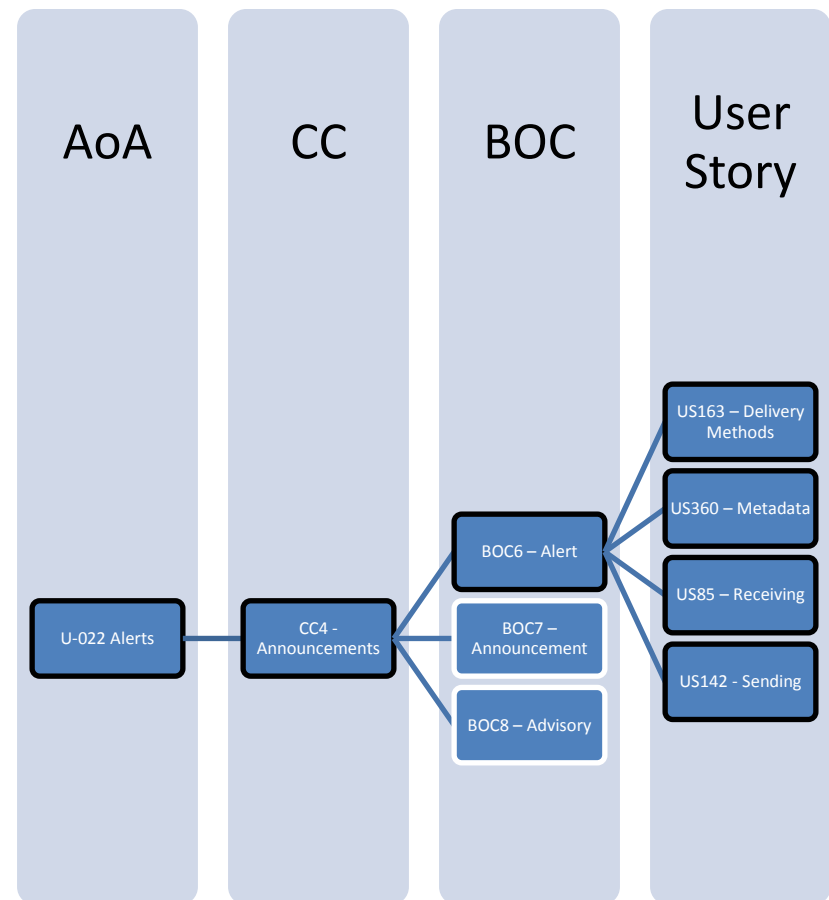 AoA
CC
BOC
User
Story
U-022 Alerts
CC4 -
Announcements
BOC6 – Alert
BOC7 –
Announcement
BOC8 – Advisory
US163 – Delivery
Methods
US360 – Metadata
US85 – Receiving
US142 - Sending